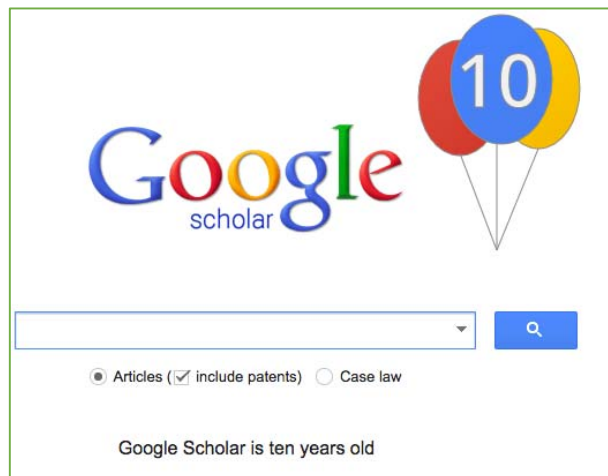 10
Google
scholar
Articles ( include patents) Case law
Google Scholar is ten years old